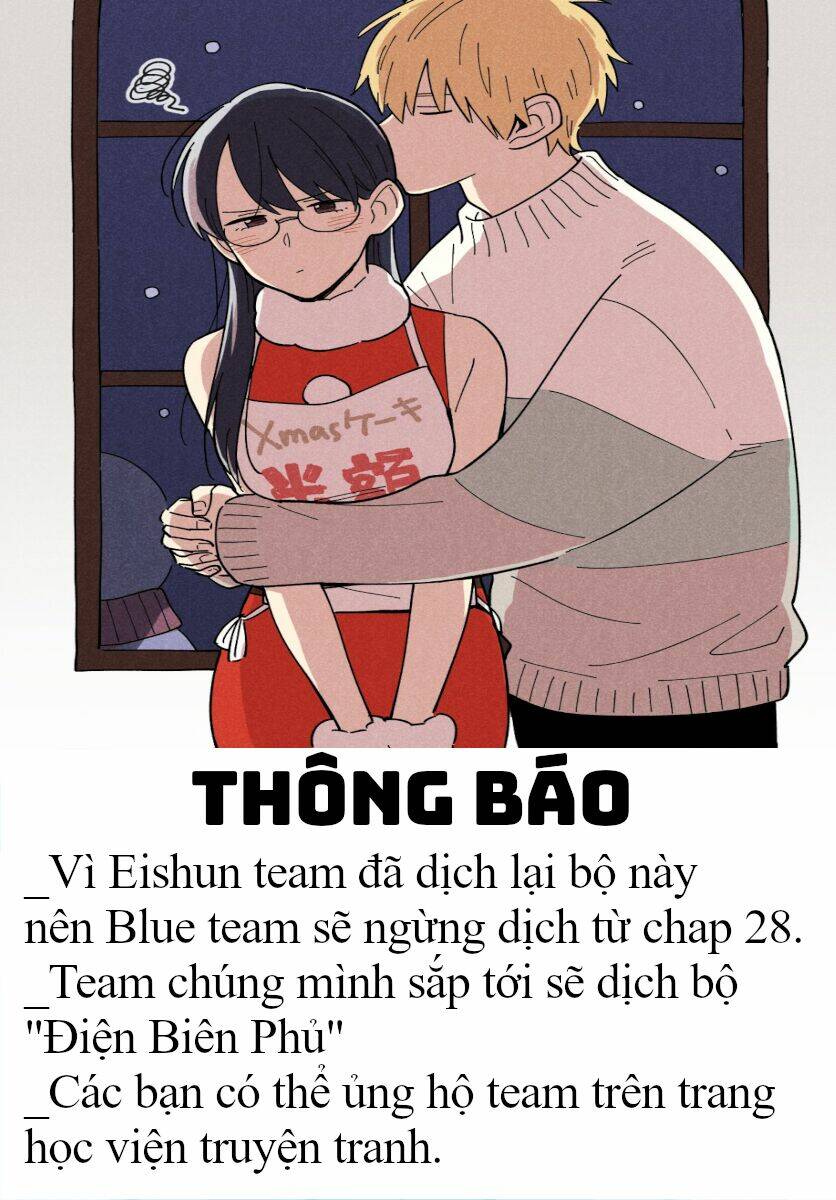 Xmasケーキ
半額
THÔNG BÁO
_Vì Eishun team đã dịch lại bộ này
nên Blue team sẽ ngừng dịch từ chap 28.
_Team chúng mình sắp tới sẽ dịch bộ
"Điện Biên Phủ"
_Các bạn có thể ủng hộ team trên trang
học viện truyện tranh.